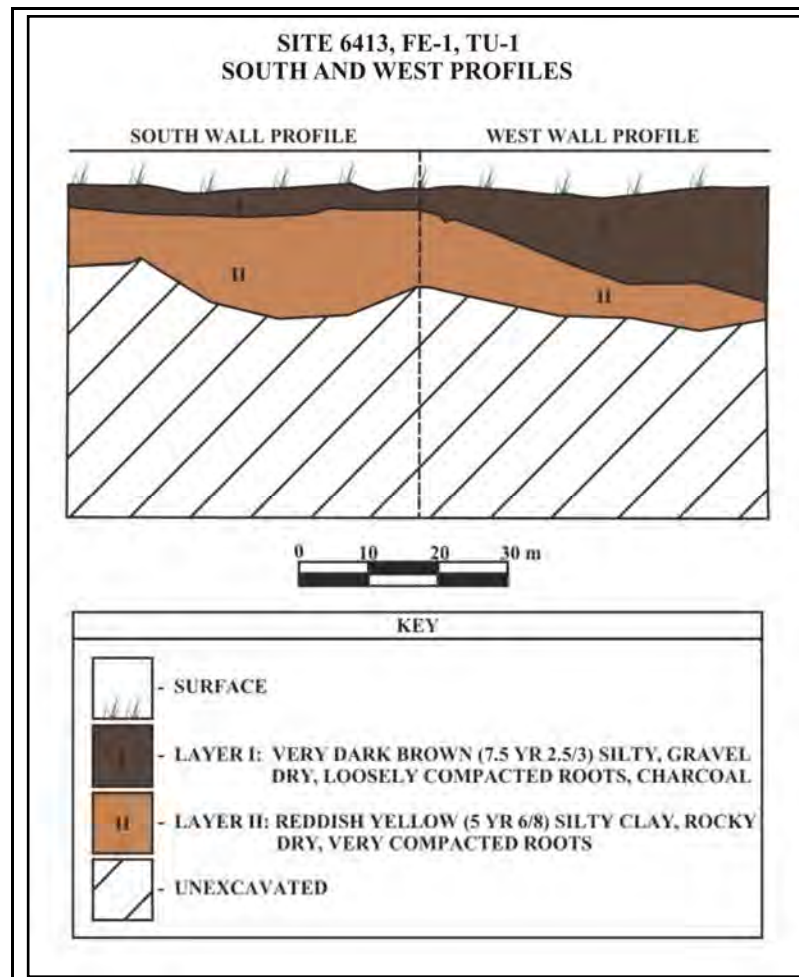 SITE 6413, FE-1, TU-1
SOUTH AND WEST PROFILES
SOUTH WALL PROFILE
WEST WALL PROFILE
I
I
II
II
0 10 20 30 m
KEY
- SURFACE
I
- LAYER I: VERY DARK BROWN (7.5 YR 2.5/3) SILTY, GRAVEL
DRY, LOOSELY COMPACTED ROOTS, CHARCOAL
II
- LAYER II: REDDISH YELLOW (5 YR 6/8) SILTY CLAY, ROCKY
DRY, VERY COMPACTED ROOTS
- UNEXCAVATED